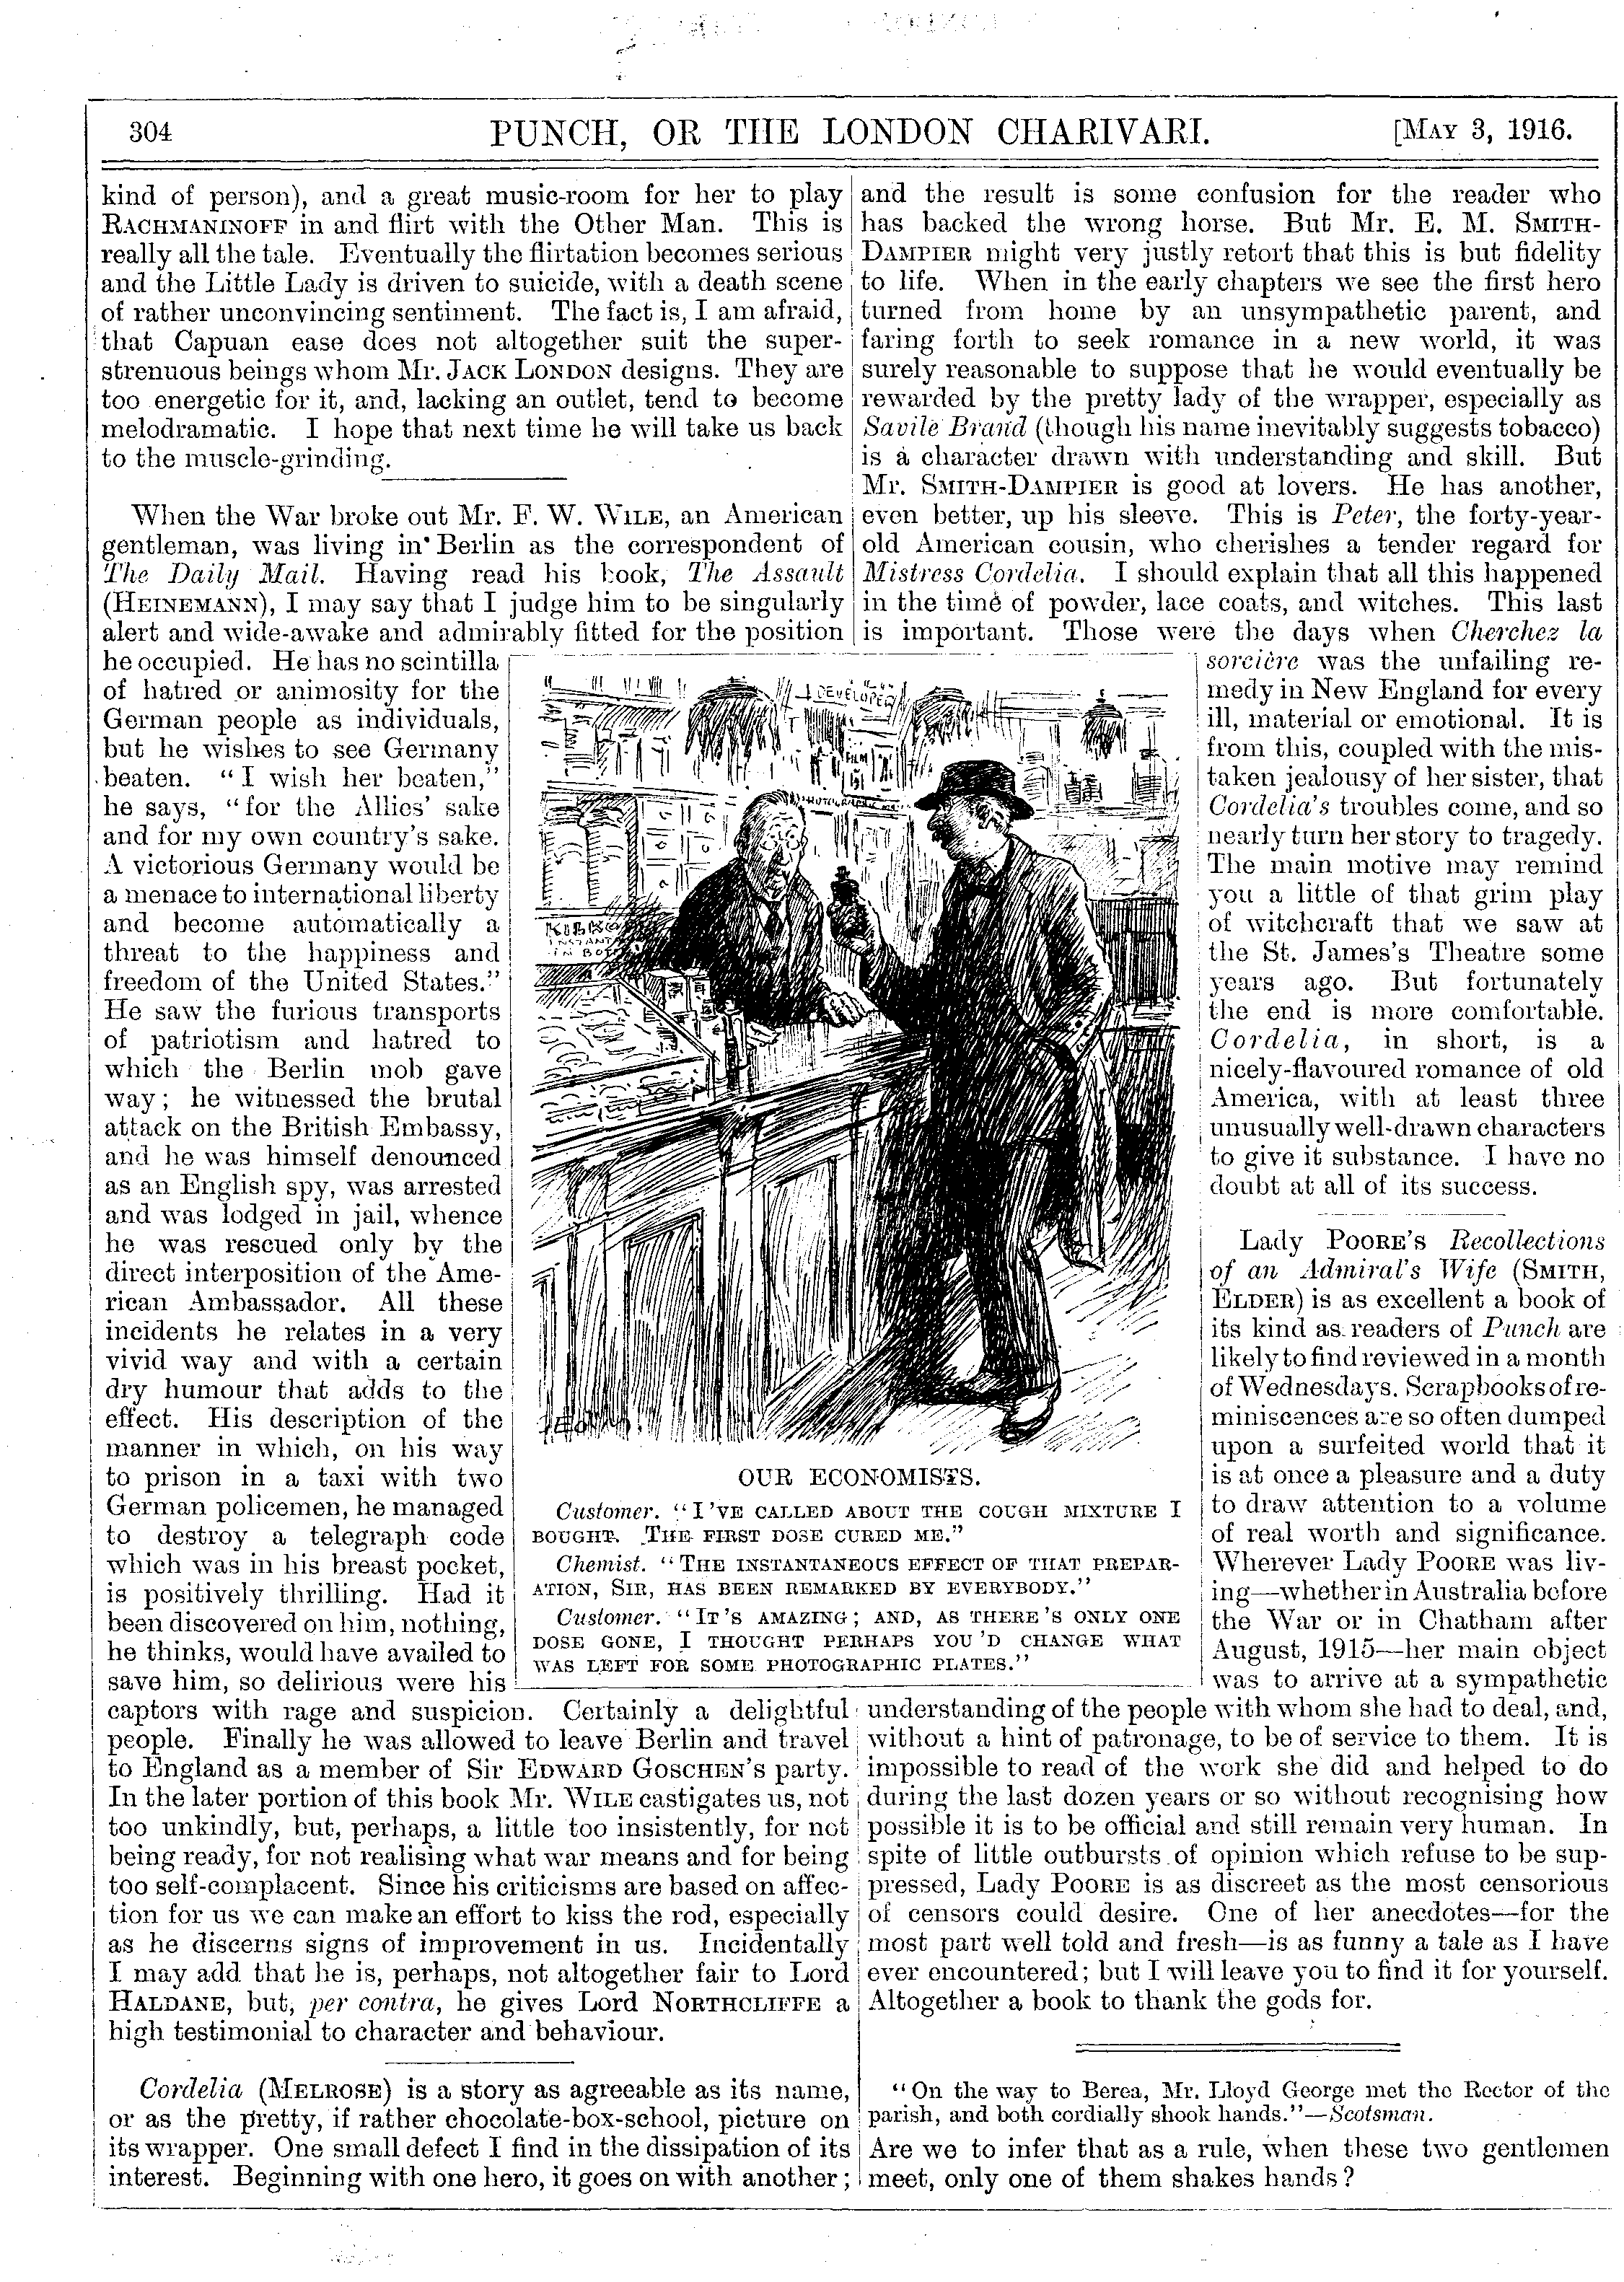 304
PUNCH, OR THE LONDON CHARIVARI.
[MAY 3, 1916.
kind of person), and a great music-room for her to play
RACHMANINOFF in and flirt with the Other Man. This is
really all the tale. Eventually the flirtation becomes serious
and the Little Lady is driven to suicide, with a death scene
of rather unconvincing sentiment. The fact is, I am afraid,
that Capuan ease does not altogether suit the super-
strenuous beings whom Mr. JACK LONDON designs. They are
too energetic for it, and, lacking an outlet, tend to become
melodramatic. I hope that next time he will take us back
to the muscle-grinding.
When the War broke out Mr. F. W. WILE, an American
gentleman, was living in Berlin as the correspondent of
The Daily Mail. Having read his book, The Assault
(HEINEMANN), I may say that I judge him to be singularly
alert and wide-awake and admirably fitted for the position
he occupied. He has no scintilla
of hatred or animosity for the
German people as individuals,
but he wishes to see Germany
beaten. "I wish her beaten,"
he says, "for the Allies' sake
and for my own country's sake.
A victorious Germany would be
a menace to international liberty
and become automatically a
threat to the happiness and
freedom of the United States."
He saw the furious transports
of patriotism and hatred to
which the Berlin mob gave
way; he witnessed the brutal
attack on the British Embassy,
and he was himself denounced
as an English spy, was arrested
and was lodged in jail, whence
he was rescued only by the
direct interposition of the Ame-
rican Ambassador. All these
incidents he relates in a very
vivid way and with a certain
dry humour that adds to the
effect. His description of the
manner in which, on his way
to prison in a taxi with two
German policemen, he managed
to destroy a telegraph code
which was in his breast pocket,
is positively thrilling. Had it
been discovered on him, nothing,
he thinks, would have availed to
save him, so delirious were his
captors with rage and suspicion. Certainly a delightful
people. Finally he was allowed to leave Berlin and travel
to England as a member of Sir EDWARD GOSCHEN'S party.
In the later portion of this book Mr. WILE castigates us, not
too unkindly, but, perhaps, a little too insistently, for not
being ready, for not realising what war means and for being
too self-complacent. Since his criticisms are based on affec-
tion for us we can make an effort to kiss the rod, especially
as he discerns signs of improvement in us. Incidentally
I may add that he is, perhaps, not altogether fair to Lord
HALDANE, but, per contra, he gives Lord NORTHCLIFFE a
high testimonial to character and behaviour.
Cordelia (MELROSE) is a story as agreeable as its name,
or as the pretty, if rather chocolate-box-school, picture on
its wrapper. One small defect I find in the dissipation of its
interest. Beginning with one hero, it goes on with another;
DEVELOPER
INSTANT
OUR ECONOMISTS.
Customer. "I'VE CALLED ABOUT THE COUGH MIXTURE I
BOUGHT. THE FIRST DOSE CURED ME."
Chemist. "THE INSTANTANEOUS EFFECT OF THAT PREPAR-
ATION, SIR, HAS BEEN REMARKED BY EVERYBODY."
Customer. "IT'S AMAZING; AND, AS THERE'S ONLY ONE
DOSE GONE, I THOUGHT PERHAPS YOU'D CHANGE WHAT
WAS LEFT FOR SOME PHOTOGRAPHIC PLATES."
and the result is some confusion for the reader who
has backed the wrong horse. But Mr. E. M. SMITH-
DAMPIER might very justly retort that this is but fidelity
to life. When in the early chapters we see the first hero
turned from home by an unsympathetic parent, and
faring forth to seek romance in a new world, it was
surely reasonable to suppose that he would eventually be
rewarded by the pretty lady of the wrapper, especially as
Savile Brand (though his name inevitably suggests tobacco)
is a character drawn with understanding and skill. But
Mr. SMITH-DAMPIER is good at lovers. He has another,
even better, up his sleeve. This is Peter, the forty-year-
old American cousin, who cherishes a tender regard for
Mistress Cordelia. I should explain that all this happened
in the time of powder, lace coats, and witches. This last
is important. Those were the days when Cherchez la
sorcière was the unfailing re-
medy in New England for every
ill, material or emotional. It is
from this, coupled with the mis-
taken jealousy of her sister, that
Cordelia's troubles come, and so
nearly turn her story to tragedy.
The main motive may remind
you a little of that grim play
of witchcraft that we saw at
the St. James's Theatre some
years ago. But fortunately
the end is more comfortable.
Cordelia, in short, is a
nicely-flavoured romance of old
America, with at least three
unusually well-drawn characters
to give it substance. I have no
doubt at all of its success.
Lady POORE'S Recollections
of an Admiral's Wife (SMITH,
ELDER) is as excellent a book of
its kind as readers of Punch are
likely to find reviewed in a month
of Wednesdays. Scrapbooks of re-
miniscences are so often dumped
upon a surfeited world that it
is at once a pleasure and a duty
to draw attention to a volume
of real worth and significance.
Wherever Lady POORE was liv-
ing—whether in Australia before
the War or in Chatham after
August, 1915—her main object
was to arrive at a sympathetic
understanding of the people with whom she had to deal, and,
without a hint of patronage, to be of service to them. It is
impossible to read of the work she did and helped to do
during the last dozen years or so without recognising how
possible it is to be official and still remain very human. In
spite of little outbursts of opinion which refuse to be sup-
pressed, Lady POORE is as discreet as the most censorious
of censors could desire. One of her anecdotes—for the
most part well told and fresh—is as funny a tale as I have
ever encountered; but I will leave you to find it for yourself.
Altogether a book to thank the gods for.
"On the way to Berea, Mr. Lloyd George met the Rector of the
parish, and both cordially shook hands."—Scotsman.
Are we to infer that as a rule, when these two gentlemen
meet, only one of them shakes hands?